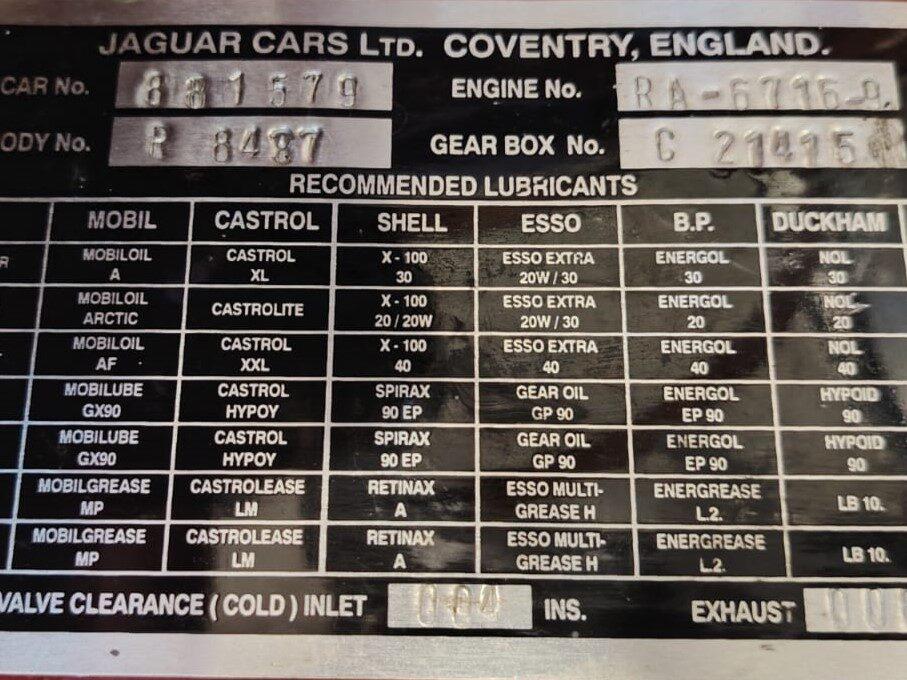 JAGUAR CARS LTD. COVENTRY, ENGLAND.
CAR No. 881579 ENGINE No. RA-6716-9
ODY No. R 8487 GEAR BOX No. C 21415
RECOMMENDED LUBRICANTS
MOBIL CASTROL SHELL ESSO B.P. DUCKHAM
R MOBILOIL CASTROL X - 100 ESSO EXTRA ENERGOL NOL
A XL 30 20W / 30 30 30
MOBILOIL CASTROLITE X - 100 ESSO EXTRA ENERGOL NOL
ARCTIC 20 / 20W 20W / 30 20 20
MOBILOIL CASTROL X - 100 ESSO EXTRA ENERGOL NOL
AF XXL 40 40 40 40
MOBILUBE CASTROL SPIRAX GEAR OIL ENERGOL HYPOID
GX90 HYPOY 90 EP GP 90 EP 90 90
MOBILUBE CASTROL SPIRAX GEAR OIL ENERGOL HYPOID
GX90 HYPOY 90 EP GP 90 EP 90 90
MOBILGREASE CASTROLEASE RETINAX ESSO MULTI- ENERGREASE LB 10.
MP LM A GREASE H L.2.
MOBILGREASE CASTROLEASE RETINAX ESSO MULTI- ENERGREASE LB 10.
MP LM A GREASE H L.2.
VALVE CLEARANCE ( COLD ) INLET 004 INS. EXHAUST 00